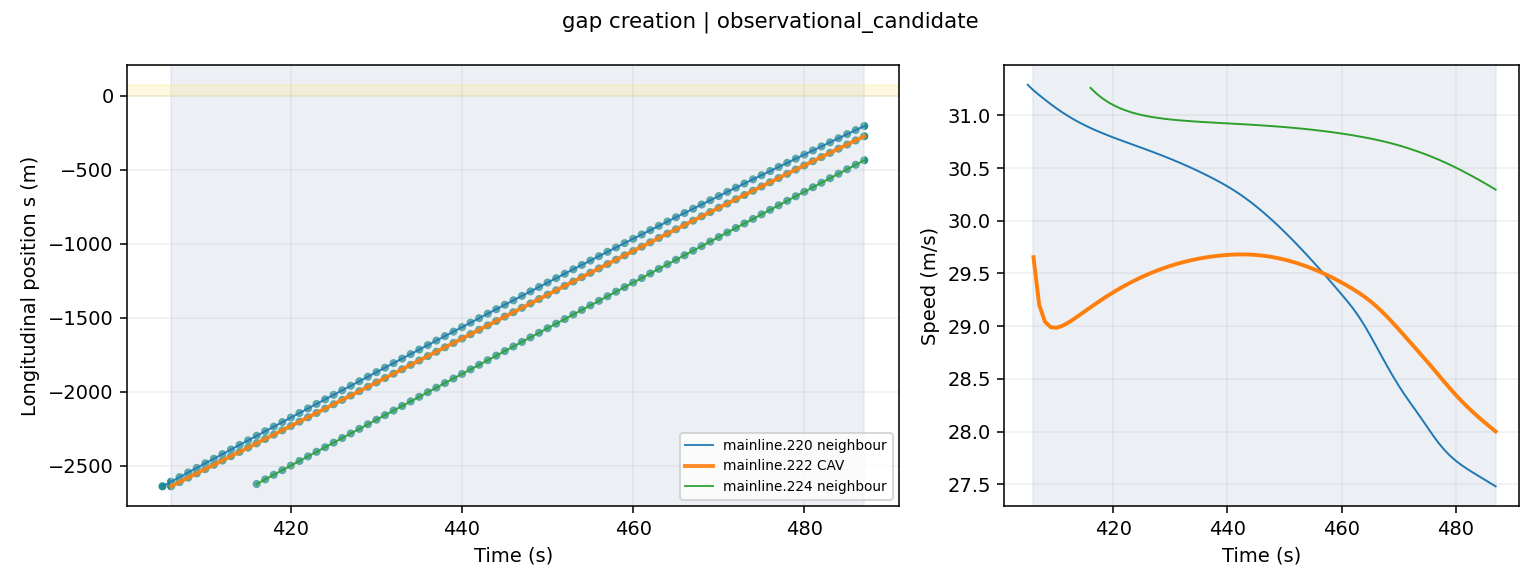 gap creation | observational_candidate
Longitudinal position s (m)
0
−500
−1000
−1500
−2000
−2500
420
440
460
480
Time (s)
mainline.220 neighbour
mainline.222 CAV
mainline.224 neighbour
Speed (m/s)
31.0
30.5
30.0
29.5
29.0
28.5
28.0
27.5
420
440
460
480
Time (s)